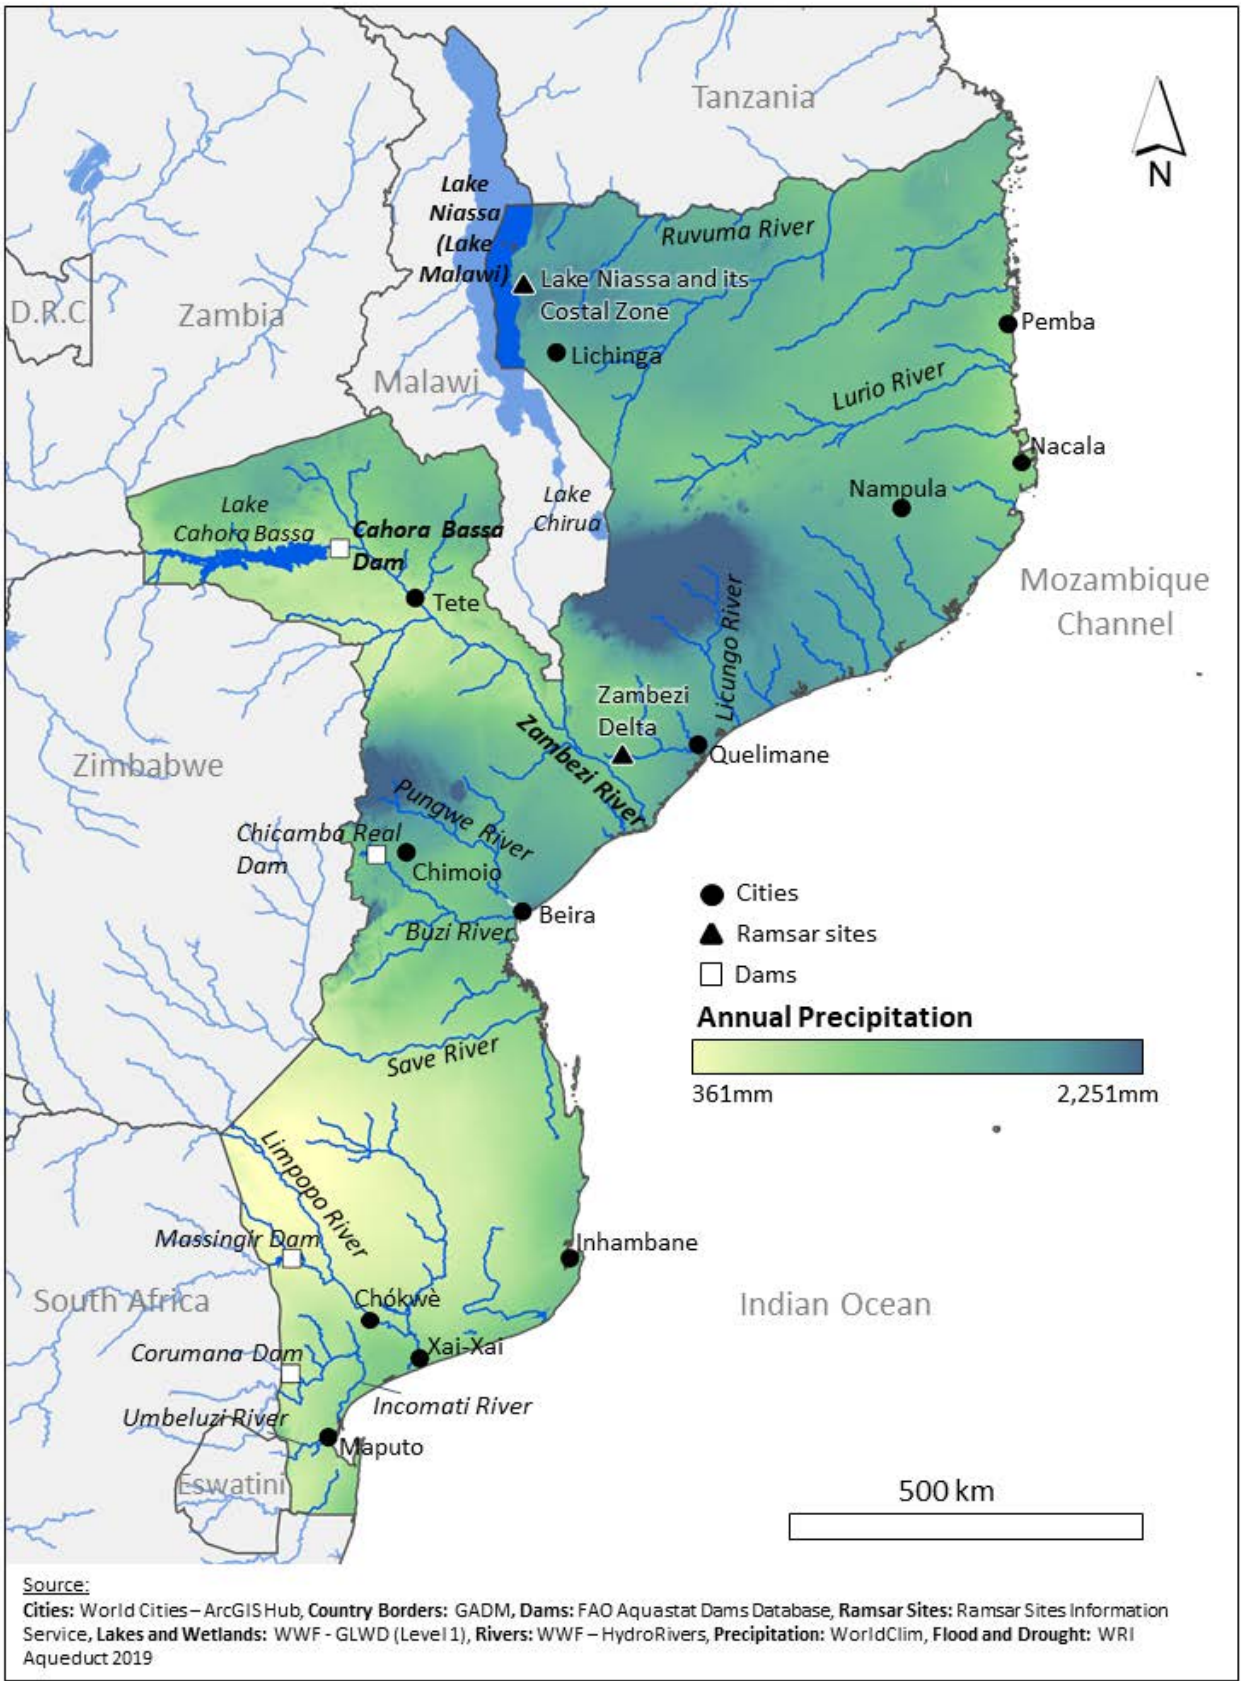 Tanzania
N
Lake
Niassa
(Lake
Malawi)
Ruvuma River
Lake Niassa and its
Costal Zone
D.R.C
Zambia
Pemba
Lichinga
Malawi
Lurio River
Nacala
Nampula
Lake
Cahora Bassa
Lake
Chirua
Cahora Bassa
Dam
Mozambique
Channel
Tete
Licungo River
Zambezi
Delta
Zambezi River
Quelimane
Zimbabwe
Pungwe River
Chicamba Real
Dam
Chimoio
Cities
Beira
Buzi River
Ramsar sites
Dams
Annual Precipitation
Save River
361mm
2,251mm
Limpopo River
Massingir Dam
Inhambane
South Africa
Chókwè
Indian Ocean
Xai-Xai
Corumana Dam
Incomati River
Umbeluzi River
Maputo
Eswatini
500 km
Source:
Cities: World Cities – ArcGIS Hub, Country Borders: GADM, Dams: FAO Aquastat Dams Database, Ramsar Sites: Ramsar Sites Information
Service, Lakes and Wetlands: WWF - GLWD (Level 1), Rivers: WWF – HydroRivers, Precipitation: WorldClim, Flood and Drought: WRI
Aqueduct 2019